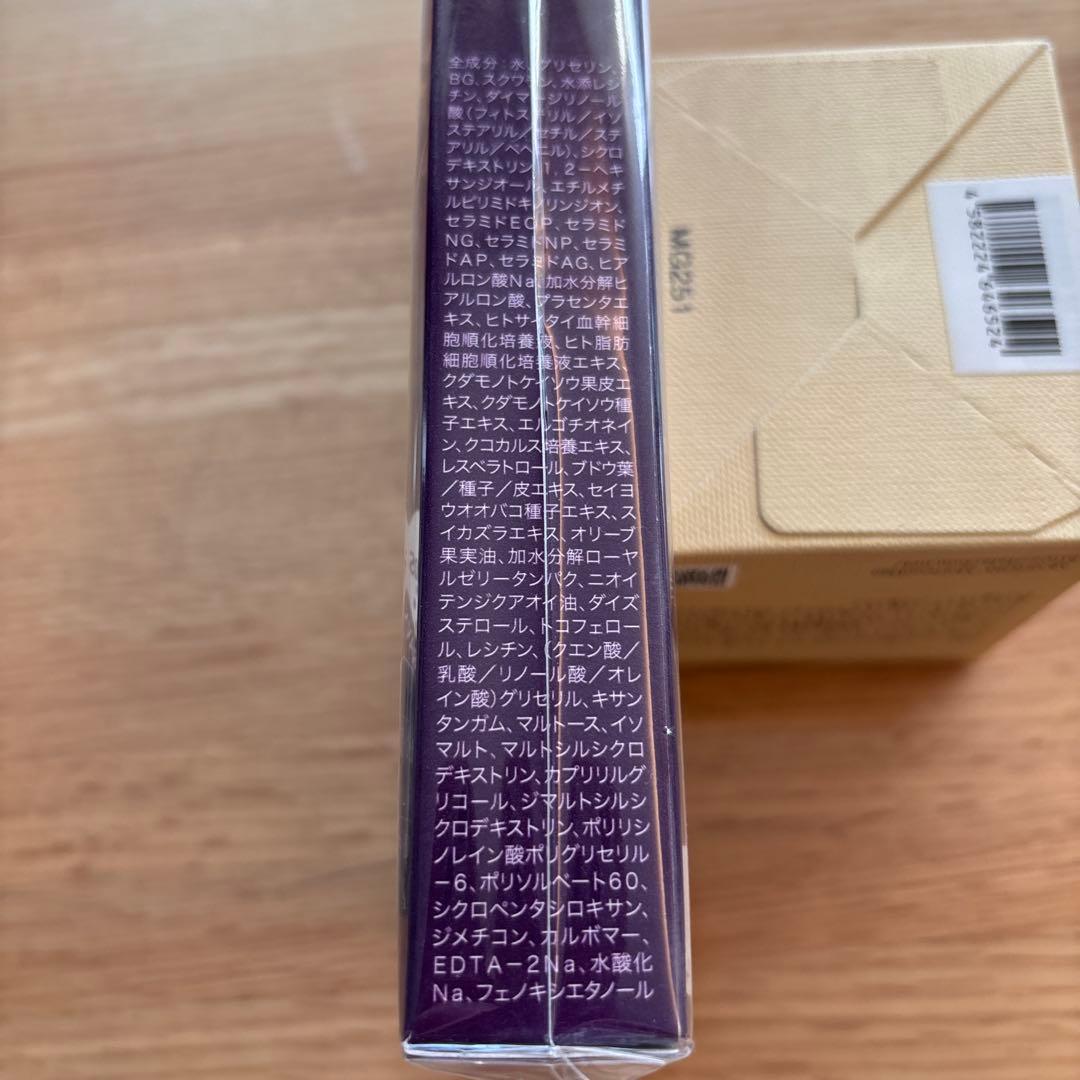 全成分：水、グリセリン、
BG、スクワラン、水添レシ
チン、ダイマージリノール
酸（フィトステリル／イソ
ステアリル／セチル／ステ
アリル／ベヘニル）、シクロ
デキストリン、1，2－ヘキ
サンジオール、エチルメチ
ルピリミドキノリンジオン、
セラミドEOP、セラミド
NG、セラミドNP、セラミ
ドAP、セラミドAG、ヒア
ルロン酸Na、加水分解ヒ
アルロン酸、プラセンタエ
キス、ヒトサイタイ血幹細
胞順化培養液、ヒト脂肪
細胞順化培養液エキス、
クダモノトケイソウ果皮エ
キス、クダモノトケイソウ種
子エキス、エルゴチオネイ
ン、クコカルス培養エキス、
レスベラトロール、ブドウ葉
／種子／皮エキス、セイヨ
ウオオバコ種子エキス、ス
イカズラエキス、オリーブ
果実油、加水分解ローヤ
ルゼリータンパク、ニオイ
テンジクアオイ油、ダイズ
ステロール、トコフェロー
ル、レシチン、（クエン酸／
乳酸／リノール酸／オレ
イン酸）グリセリル、キサン
タンガム、マルトース、イソ
マルト、マルトシルシクロ
デキストリン、カプリリルグ
リコール、ジマルトシルシ
クロデキストリン、ポリリシ
ノレイン酸ポリグリセリル
－6、ポリソルベート60、
シクロペンタシロキサン、
ジメチコン、カルボマー、
EDTA－2Na、水酸化
Na、フェノキシエタノール
MG251
4582224646524